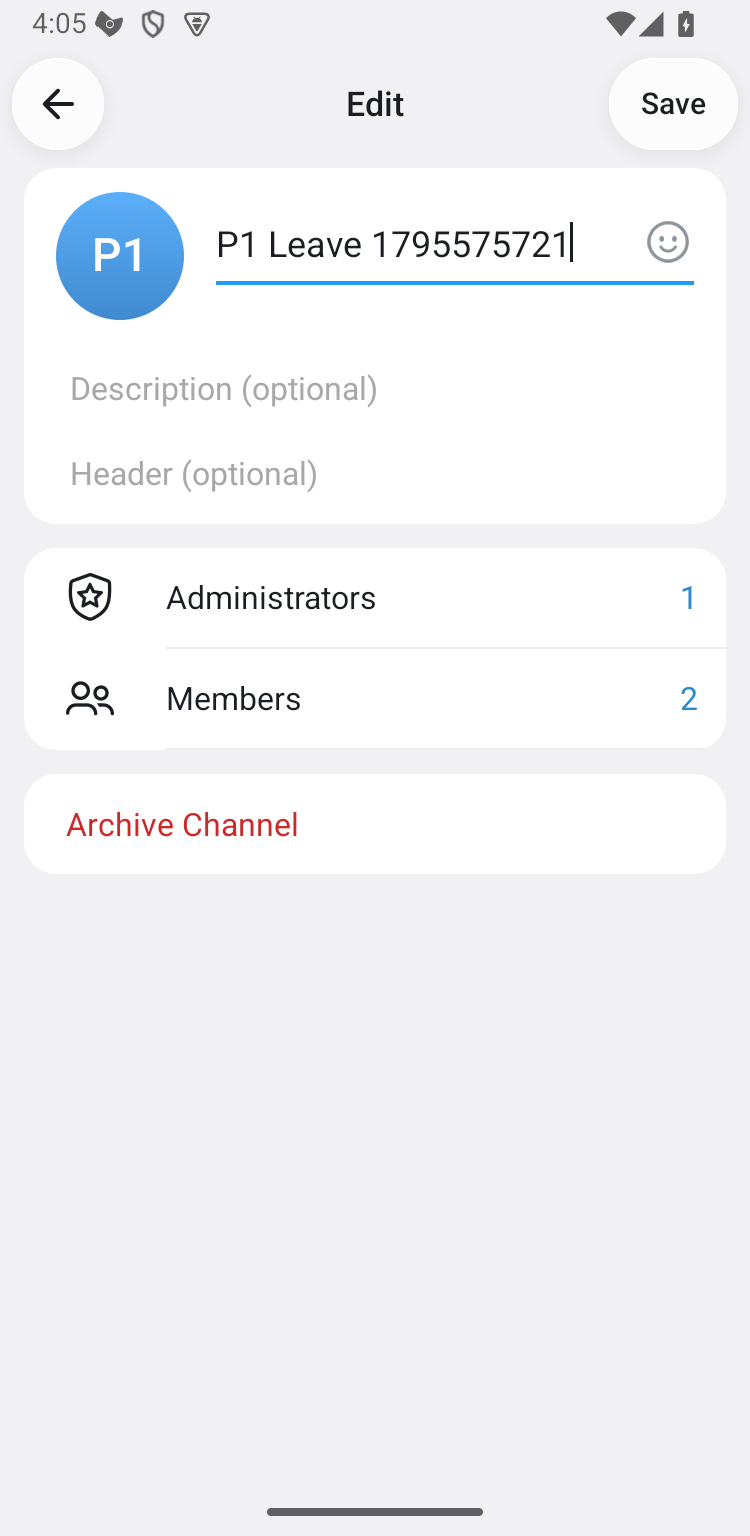 4:05
Edit
Save
P1
P1 Leave 1795575721
Description (optional)
Header (optional)
Administrators
1
Members
2
Archive Channel